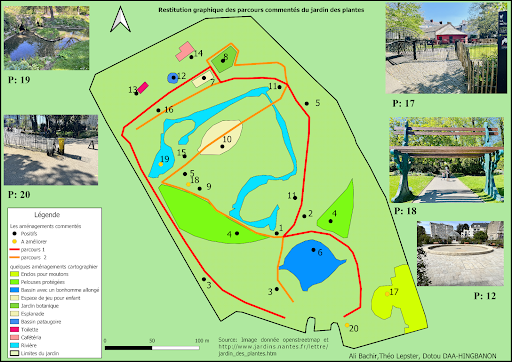 Restitution graphique des parcours commentés du jardin des plantes
P: 19
P: 17
P: 20
P: 18
P: 12
14
8
13
12
7
11
5
16
10
15
19
5
18
9
11
2
4
4
1
6
3
3
17
20
Légende
Les aménagements commentés
Positifs
A améliorer
parcours 1
parcours 2
quelques aménagements cartographier
Enclos pour moutons
Pelouses protégées
Bassin avec un bonhomme allongé
Espace de jeu pour enfant
Jardin botanique
Esplanade
Bassin pataugoire
Toilette
Cafétéria
Rivière
Limites du jardin
0 50 100 m
Source: Image donnée openstreetmap et
http://www.jardins.nantes.fr/lettre/
jardin_des_plantes.htm
Ali Bachir,Théo Lepster, Dotou DAA-HINGBANON